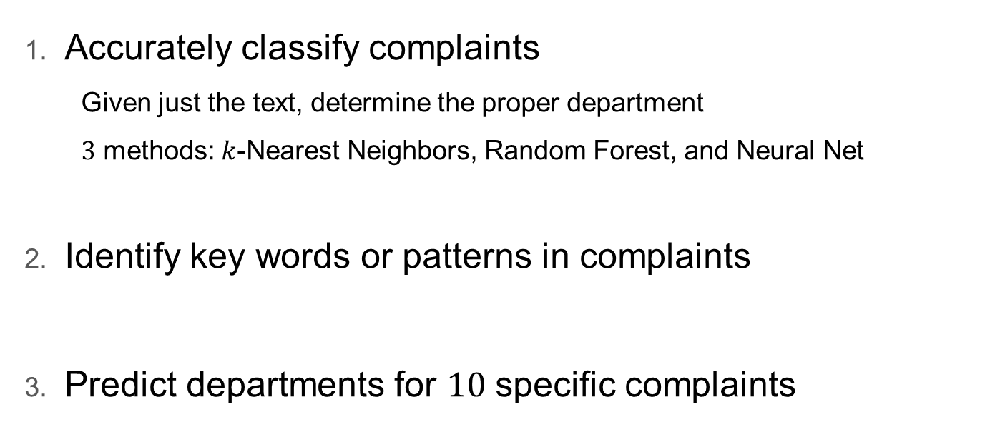 1. Accurately classify complaints
Given just the text, determine the proper department
3 methods: k-Nearest Neighbors, Random Forest, and Neural Net
2. Identify key words or patterns in complaints
3. Predict departments for 10 specific complaints